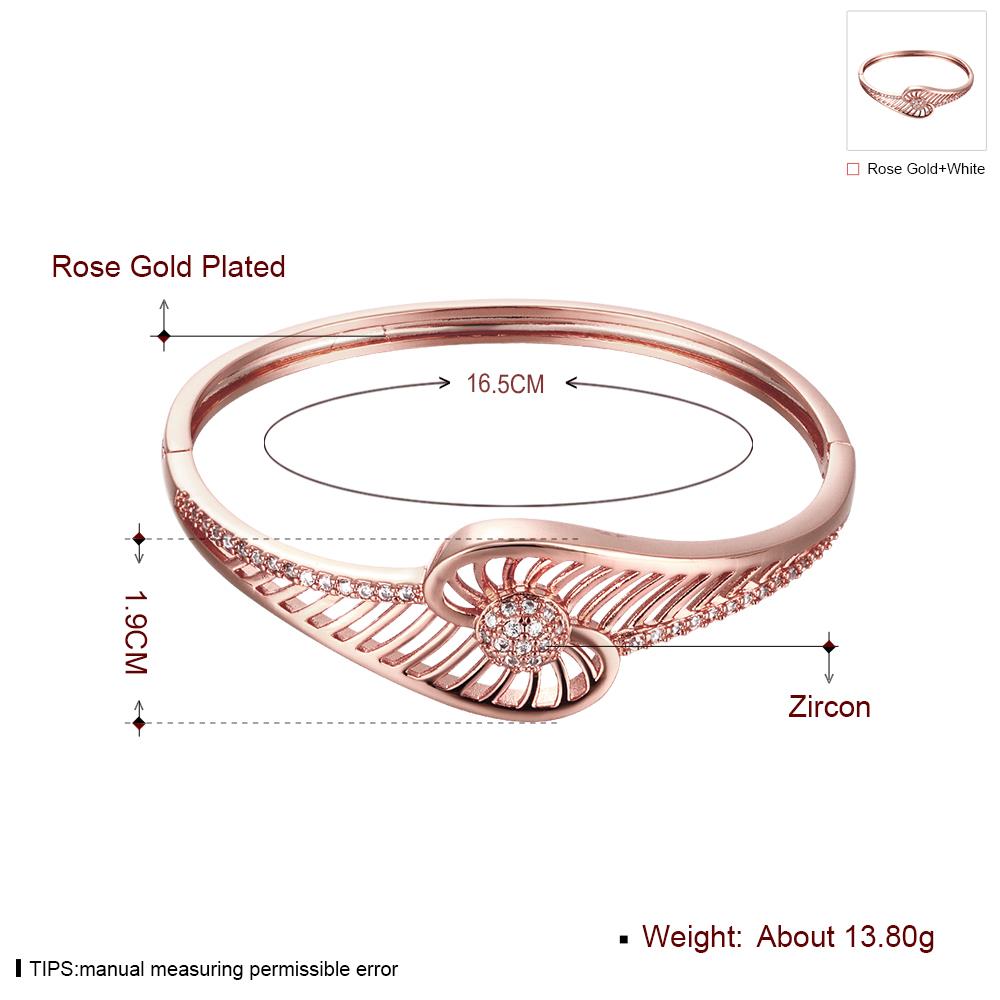 Rose Gold+White
Rose Gold Plated
16.5CM
1.9CM
Zircon
Weight: About 13.80g
TIPS:manual measuring permissible error